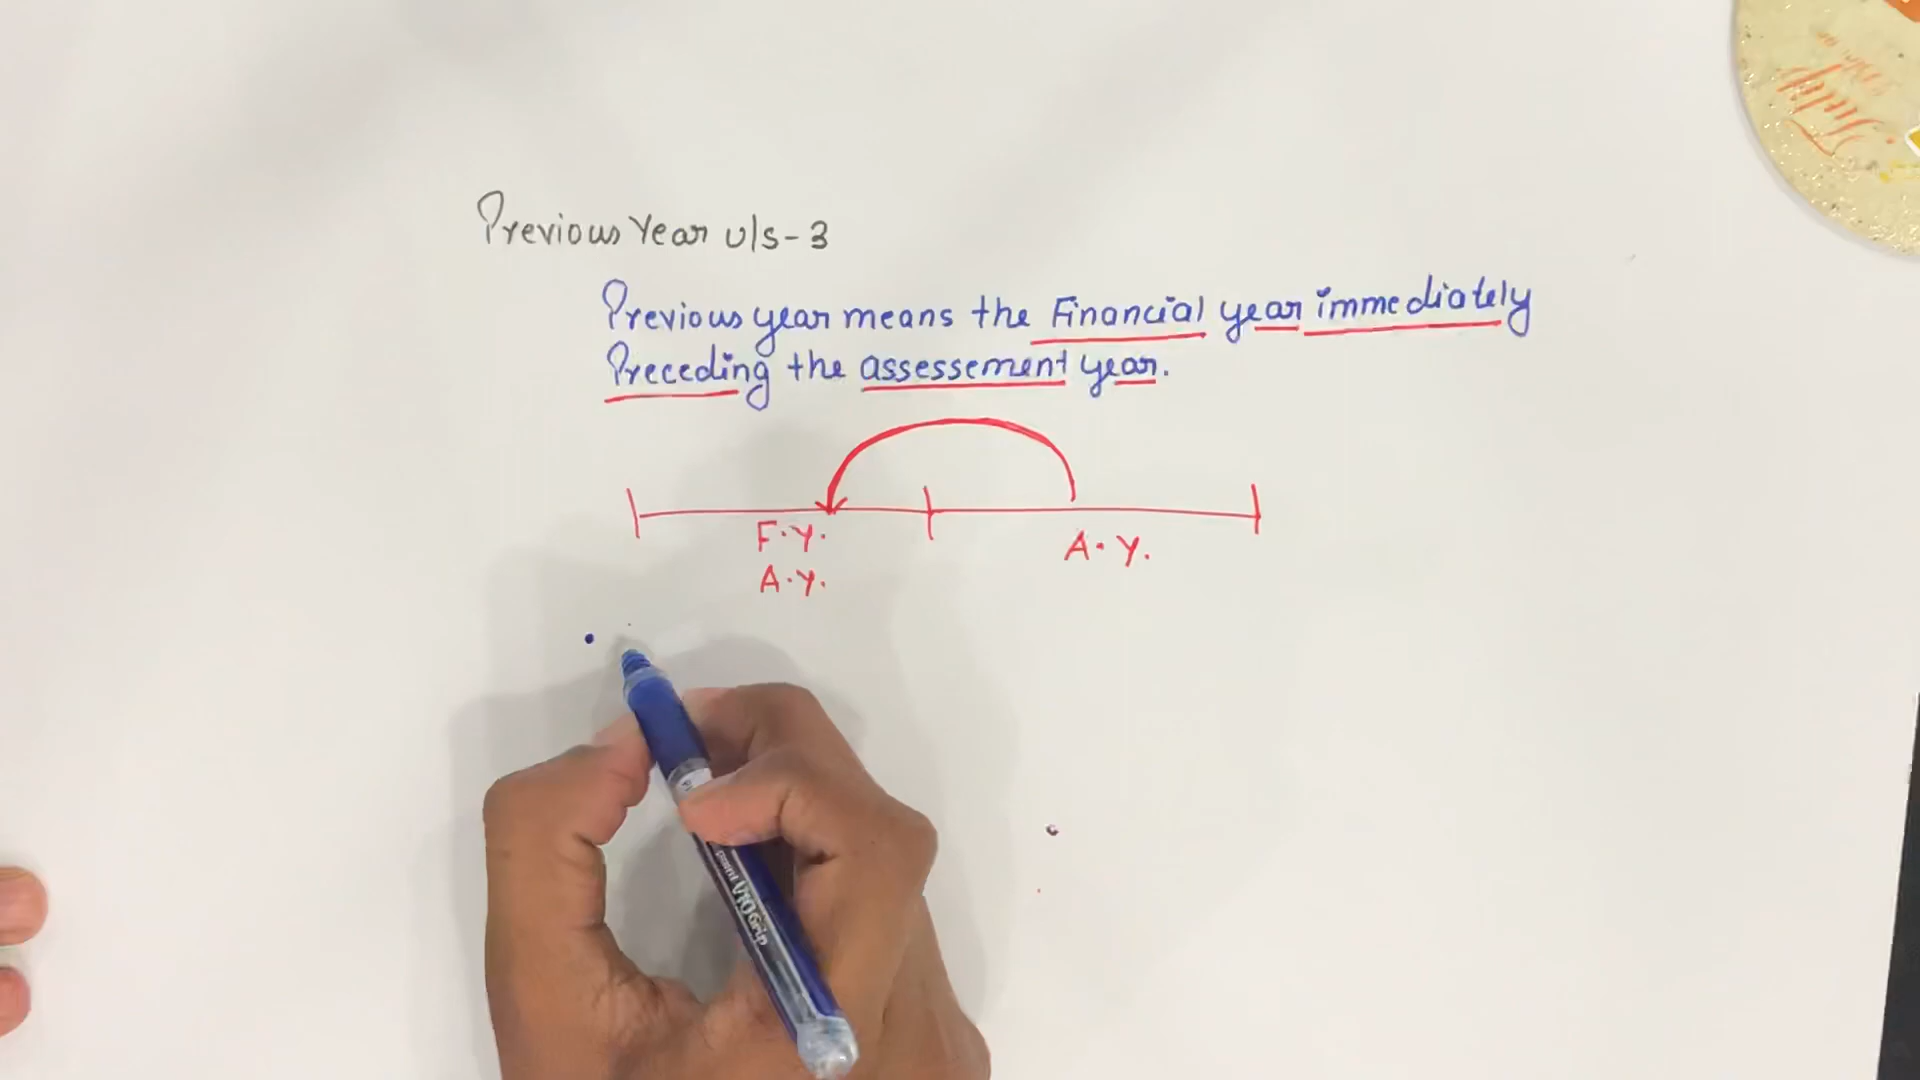 Previous Year u/s-3
Previous year means the Financial year immediately
Preceding the assessement year.
F.Y.
A.Y.
A.Y.